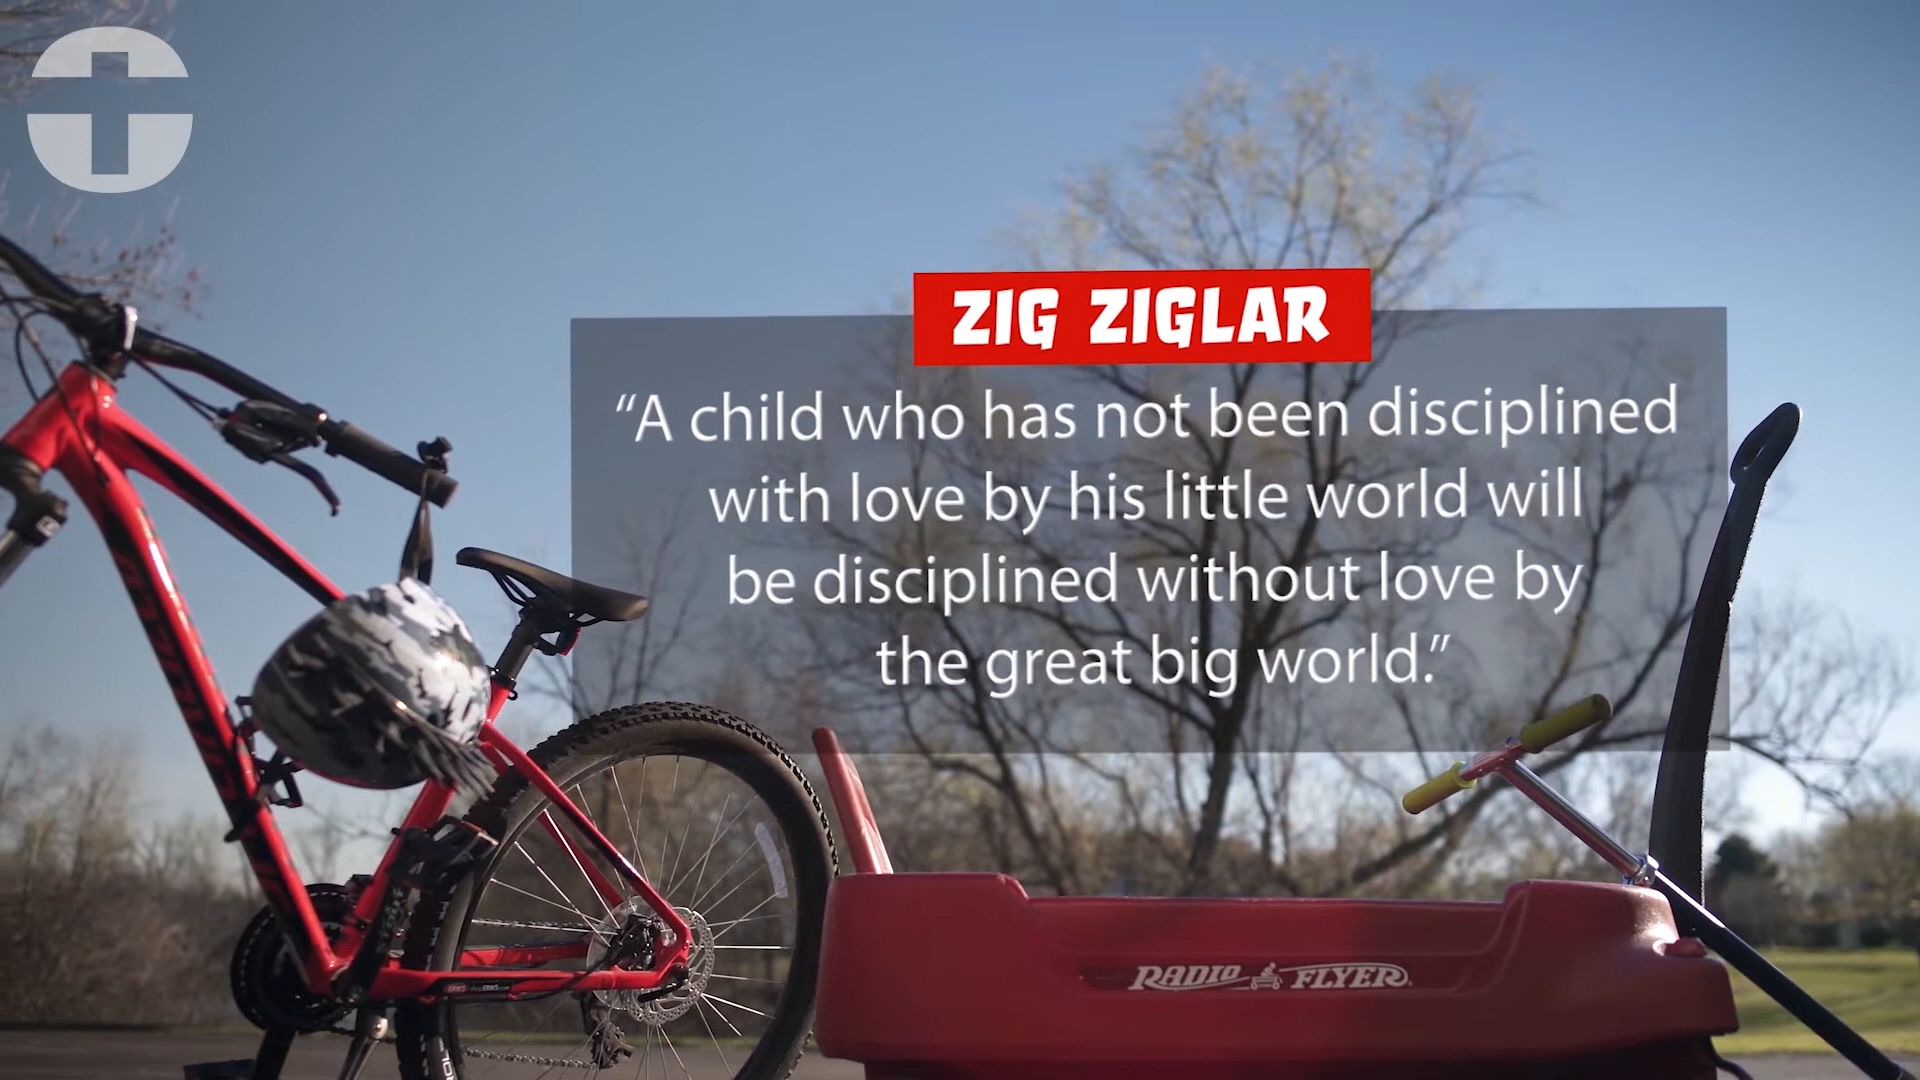 ZIG ZIGLAR
“A child who has not been disciplined
with love by his little world will
be disciplined without love by
the great big world.”
RADIO FLYER